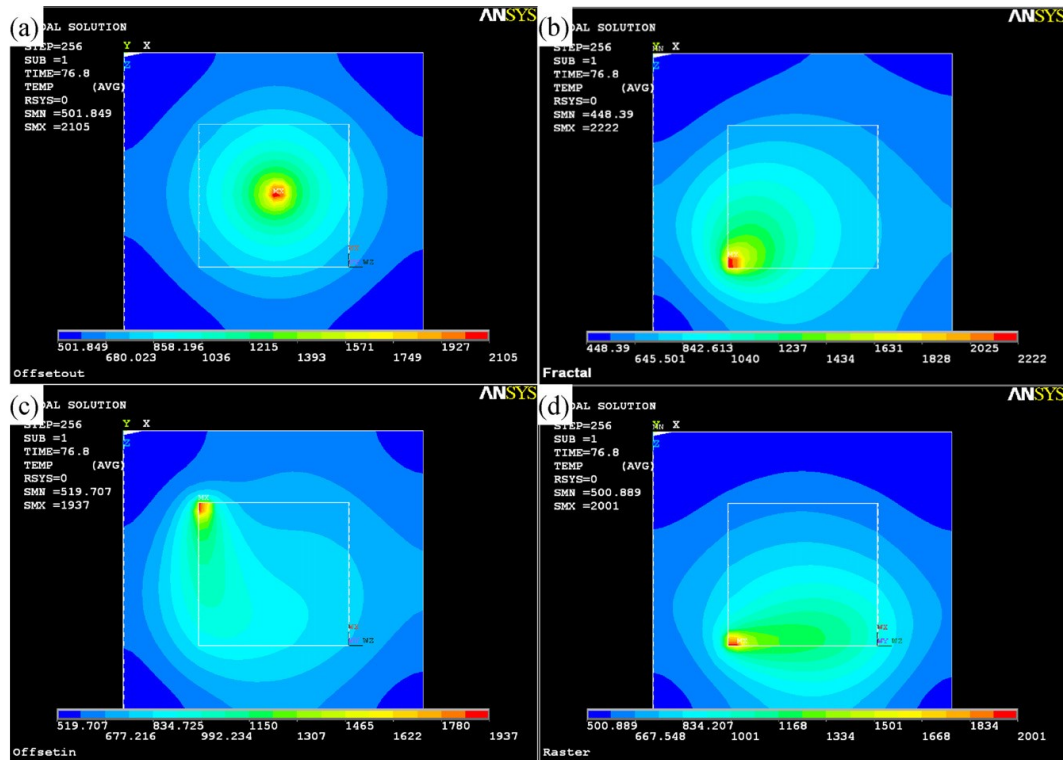 (a)
ANSYS
DAL SOLUTION
STEP=256
SUB =1
TIME=76.8
TEMP (AVG)
RSYS=0
SMN =501.849
SMX =2105
Y X
Z
MX
501.849 858.196 1215 1571 1927
680.023 1036 1393 1749 2105
Offsetout
(b)
ANSYS
DAL SOLUTION
STEP=256
SUB =1
TIME=76.8
TEMP (AVG)
RSYS=0
SMN =448.39
SMX =2222
X
Z
448.39 842.613 1237 1631 2025
645.501 1040 1434 1828 2222
Fractal
(c)
ANSYS
DAL SOLUTION
STEP=256
SUB =1
TIME=76.8
TEMP (AVG)
RSYS=0
SMN =519.707
SMX =1937
Y X
Z
MX
519.707 834.725 1150 1465 1780
677.216 992.234 1307 1622 1937
Offsetin
(d)
ANSYS
DAL SOLUTION
STEP=256
SUB =1
TIME=76.8
TEMP (AVG)
RSYS=0
SMN =500.889
SMX =2001
X
Z
500.889 834.207 1168 1501 1834
667.548 1001 1334 1668 2001
Raster